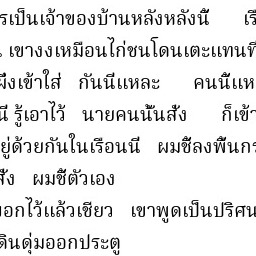 รเป็นเจ้าของบ้านหลังหลังนี้
เขางงเหมือนไก่ชนโดนเตะแทนที่
ผึ่งเข้าใส่ กันนี่แหละ คนนี้แห
นี่ รู้เอาไว้ นายคนนั้นสั่ง ก็เข้า
ยู่ด้วยกันในเรือนนี้ ผมชี้ลงพื้นกร
สั่ง ผมชี้ตัวเอง
บอกไว้แล้วเชียว เขาพูดเป็นปริศน
ดินดุ่มออกประตู